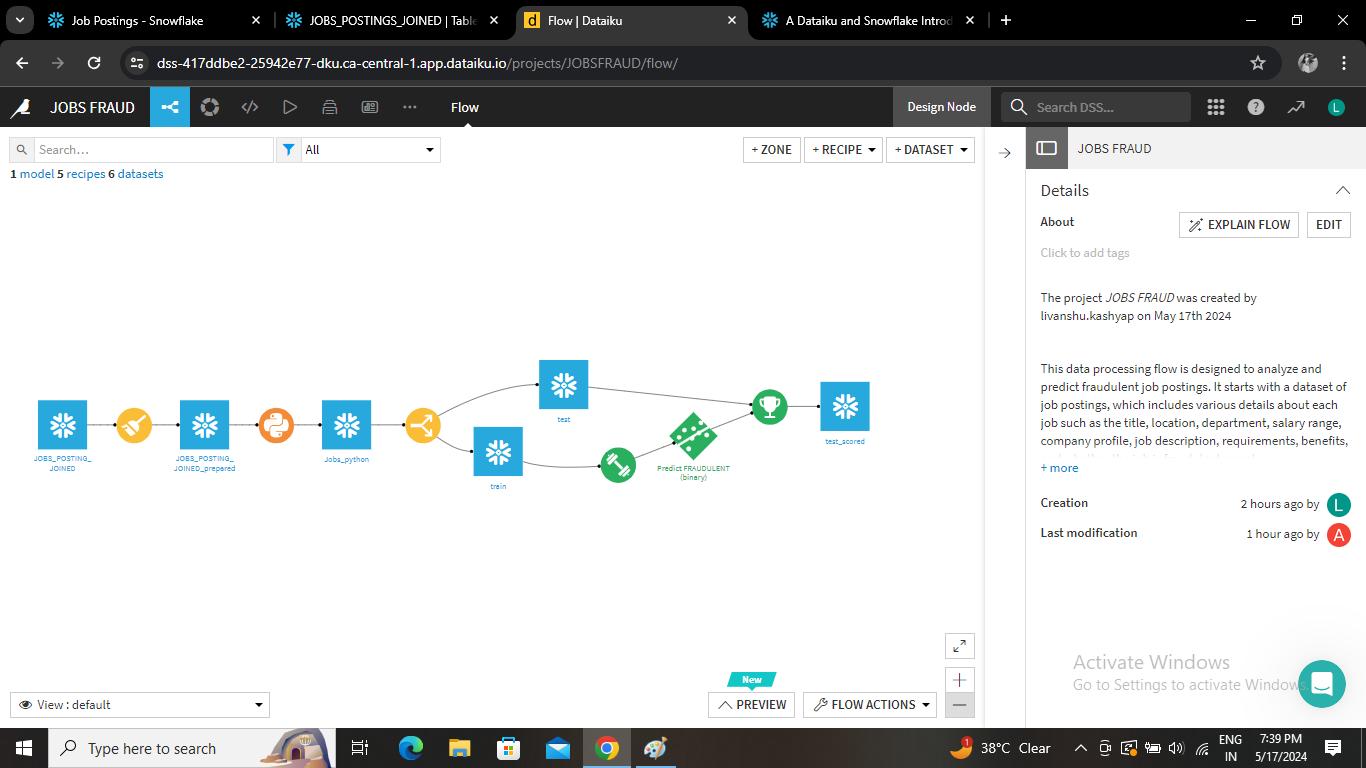 Job Postings - Snowflake
JOBS_POSTINGS_JOINED | Table
Flow | Dataiku
A Dataiku and Snowflake Introd
dss-417ddbe2-25942e77-dku.ca-central-1.app.dataiku.io/projects/JOBSFRAUD/flow/
JOBS FRAUD
Flow
Design Node
Search DSS...
L
Search...
All
+ ZONE
+ RECIPE
+ DATASET
1 model 5 recipes 6 datasets
JOBS FRAUD
Details
About
EXPLAIN FLOW
EDIT
Click to add tags
The project JOBS FRAUD was created by
livanshu.kashyap on May 17th 2024
This data processing flow is designed to analyze and
predict fraudulent job postings. It starts with a dataset of
job postings, which includes various details about each
job such as the title, location, department, salary range,
company profile, job description, requirements, benefits,
+ more
Creation
2 hours ago by
L
Last modification
1 hour ago by
A
JOBS_POSTING_
JOINED
JOBS_POSTING_
JOINED_prepared
Jobs_python
test
train
Predict FRAUDULENT
(binary)
test_scored
Activate Windows
Go to Settings to activate Windows.
View : default
New
PREVIEW
FLOW ACTIONS
Type here to search
1
38°C Clear
ENG
IN
7:39 PM
5/17/2024